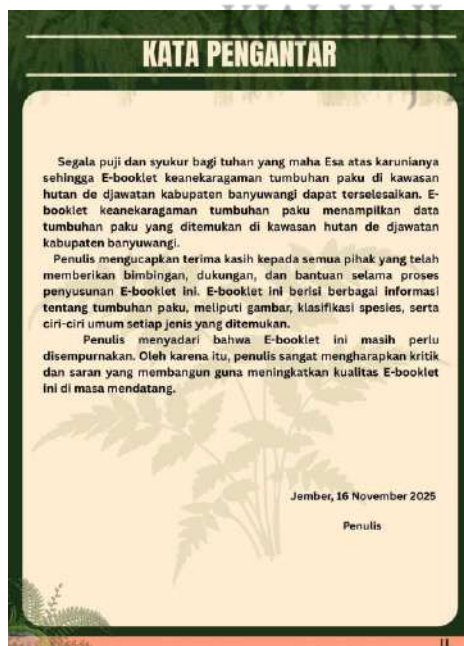 KIAI HAJI
KATA PENGANTAR
Segala puji dan syukur bagi tuhan yang maha Esa atas karunianya
sehingga E-booklet keanekaragaman tumbuhan paku di kawasan
hutan de djawatan kabupaten banyuwangi dapat terselesaikan. E-
booklet keanekaragaman tumbuhan paku menampilkan data
tumbuhan paku yang ditemukan di kawasan hutan de djawatan
kabupaten banyuwangi.
Penulis mengucapkan terima kasih kepada semua pihak yang telah
memberikan bimbingan, dukungan, dan bantuan selama proses
penyusunan E-booklet ini. E-booklet ini berisi berbagai informasi
tentang tumbuhan paku, meliputi gambar, klasifikasi spesies, serta
ciri-ciri umum setiap jenis yang ditemukan.
Penulis menyadari bahwa E-booklet ini masih perlu
disempurnakan. Oleh karena itu, penulis sangat mengharapkan kritik
dan saran yang membangun guna meningkatkan kualitas E-booklet
ini di masa mendatang.
Jember, 16 November 2025
Penulis